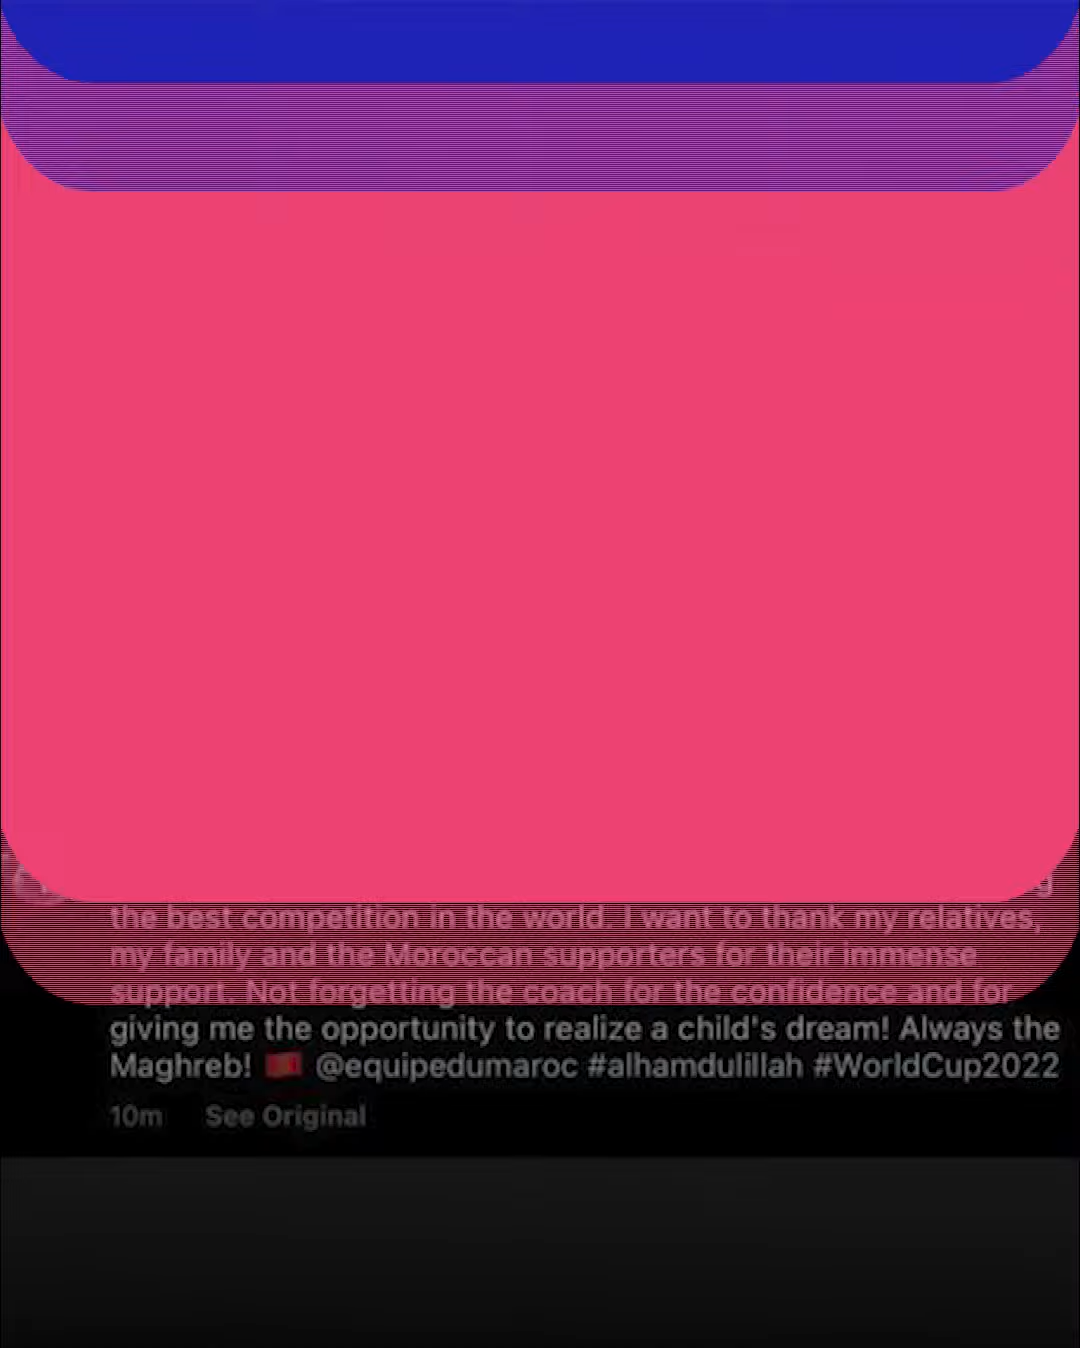 the best competition in the world. I want to thank my relatives,
my family and the Moroccan supporters for their immense
support. Not forgetting the coach for the confidence and for
giving me the opportunity to realize a child's dream! Always the
Maghreb! 🇲🇦 @equipedumaroc #alhamdulillah #WorldCup2022
10m See Original